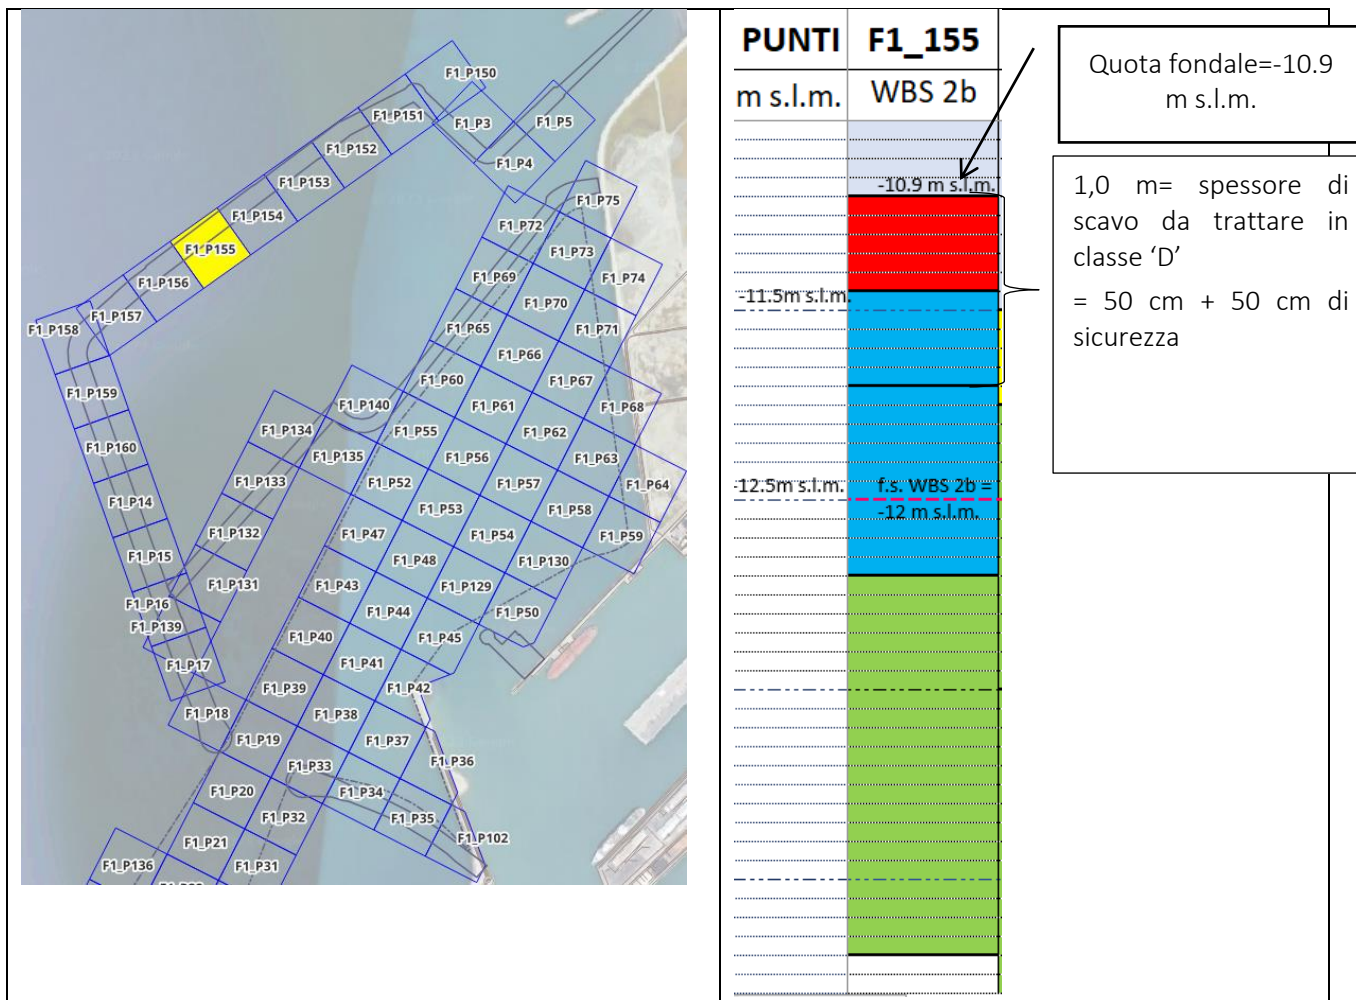 F1_P150
F1_P151
F1_P3
F1_P5
F1_P152
F1_P4
F1_P153
F1_P154
F1_P75
F1_P72
F1_P155
F1_P73
F1_P156
F1_P69
F1_P74
F1_P70
F1_P157
F1_P158
F1_P65
F1_P71
F1_P66
F1_P60
F1_P67
F1_P159
F1_P140
F1_P61
F1_P68
F1_P134
F1_P55
F1_P62
F1_P160
F1_P135
F1_P56
F1_P63
F1_P133
F1_P52
F1_P57
F1_P64
F1_P14
F1_P53
F1_P58
F1_P132
F1_P47
F1_P54
F1_P59
F1_P15
F1_P48
F1_P130
F1_P131
F1_P43
F1_P129
F1_P16
F1_P44
F1_P50
F1_P139
F1_P40
F1_P45
F1_P17
F1_P41
F1_P39
F1_P42
F1_P18
F1_P38
F1_P19
F1_P37
F1_P33
F1_P36
F1_P20
F1_P34
F1_P32
F1_P35
F1_P21
F1_P102
F1_P136
F1_P31
PUNTI F1_155
m s.l.m. WBS 2b
-10.9 m s.l.m.
-11.5m s.l.m.
-12.5m s.l.m.
f.s. WBS 2b =
-12 m s.l.m.
Quota fondale=-10.9
m s.l.m.
1,0 m= spessore di
scavo da trattare in
classe ‘D’
= 50 cm + 50 cm di
sicurezza